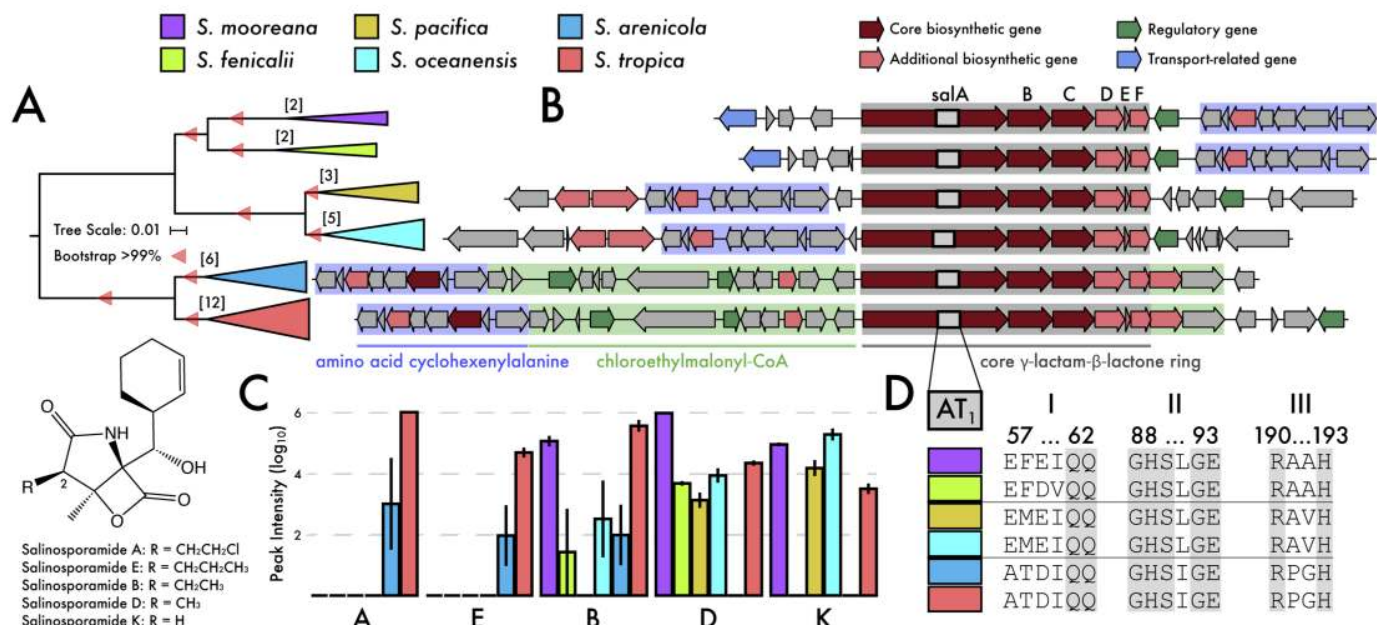 S. mooreana
S. pacifica
S. arenicola
S. fenicalii
S. oceanensis
S. tropica
Core biosynthetic gene
Regulatory gene
Additional biosynthetic gene
Transport-related gene
A
[2]
[2]
[3]
[5]
[6]
[12]
Tree Scale: 0.01
Bootstrap >99%
B
salA B C D E F
amino acid cyclohexenylalanine
chloroethylmalonyl-CoA
core γ-lactam-β-lactone ring
O
NH
OH
R
2
O
O
Salinosporamide A: R = CH₂CH₂Cl
Salinosporamide E: R = CH₂CH₂CH₃
Salinosporamide B: R = CH₂CH₃
Salinosporamide D: R = CH₃
Salinosporamide K: R = H
C
Peak Intensity (log₁₀)
6
4
2
A E B D K
D
AT₁
I II III
57 ... 62 88 ... 93 190...193
EFEIQQ GHSLGE RAAH
EFDVQQ GHSLGE RAAH
EMEIQQ GHSLGE RAVH
EMEIQQ GHSLGE RAVH
ATDIQQ GHSIGE RPGH
ATDIQQ GHSIGE RPGH